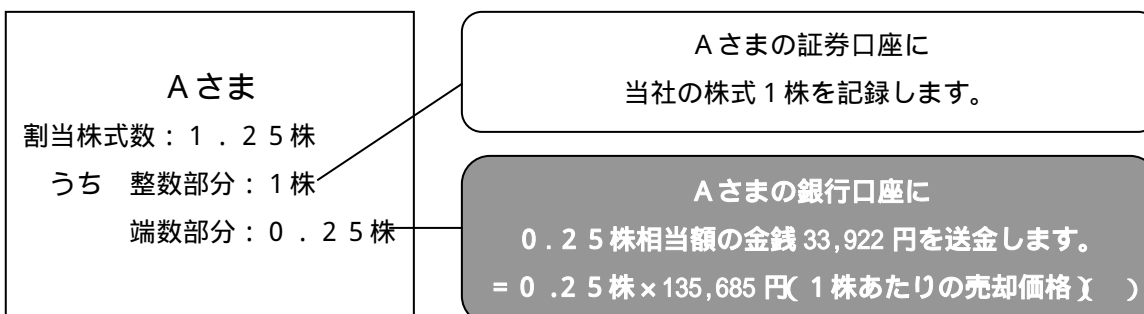 Aさま
割当株式数：１．２５株
うち 整数部分：１株
端数部分：０．２５株
Aさまの証券口座に
当社の株式１株を記録します。
Aさまの銀行口座に
０．２５株相当額の金銭 33,922 円を送金します。
＝０.２５株×135,685 円（１株あたりの売却価格）（ ）